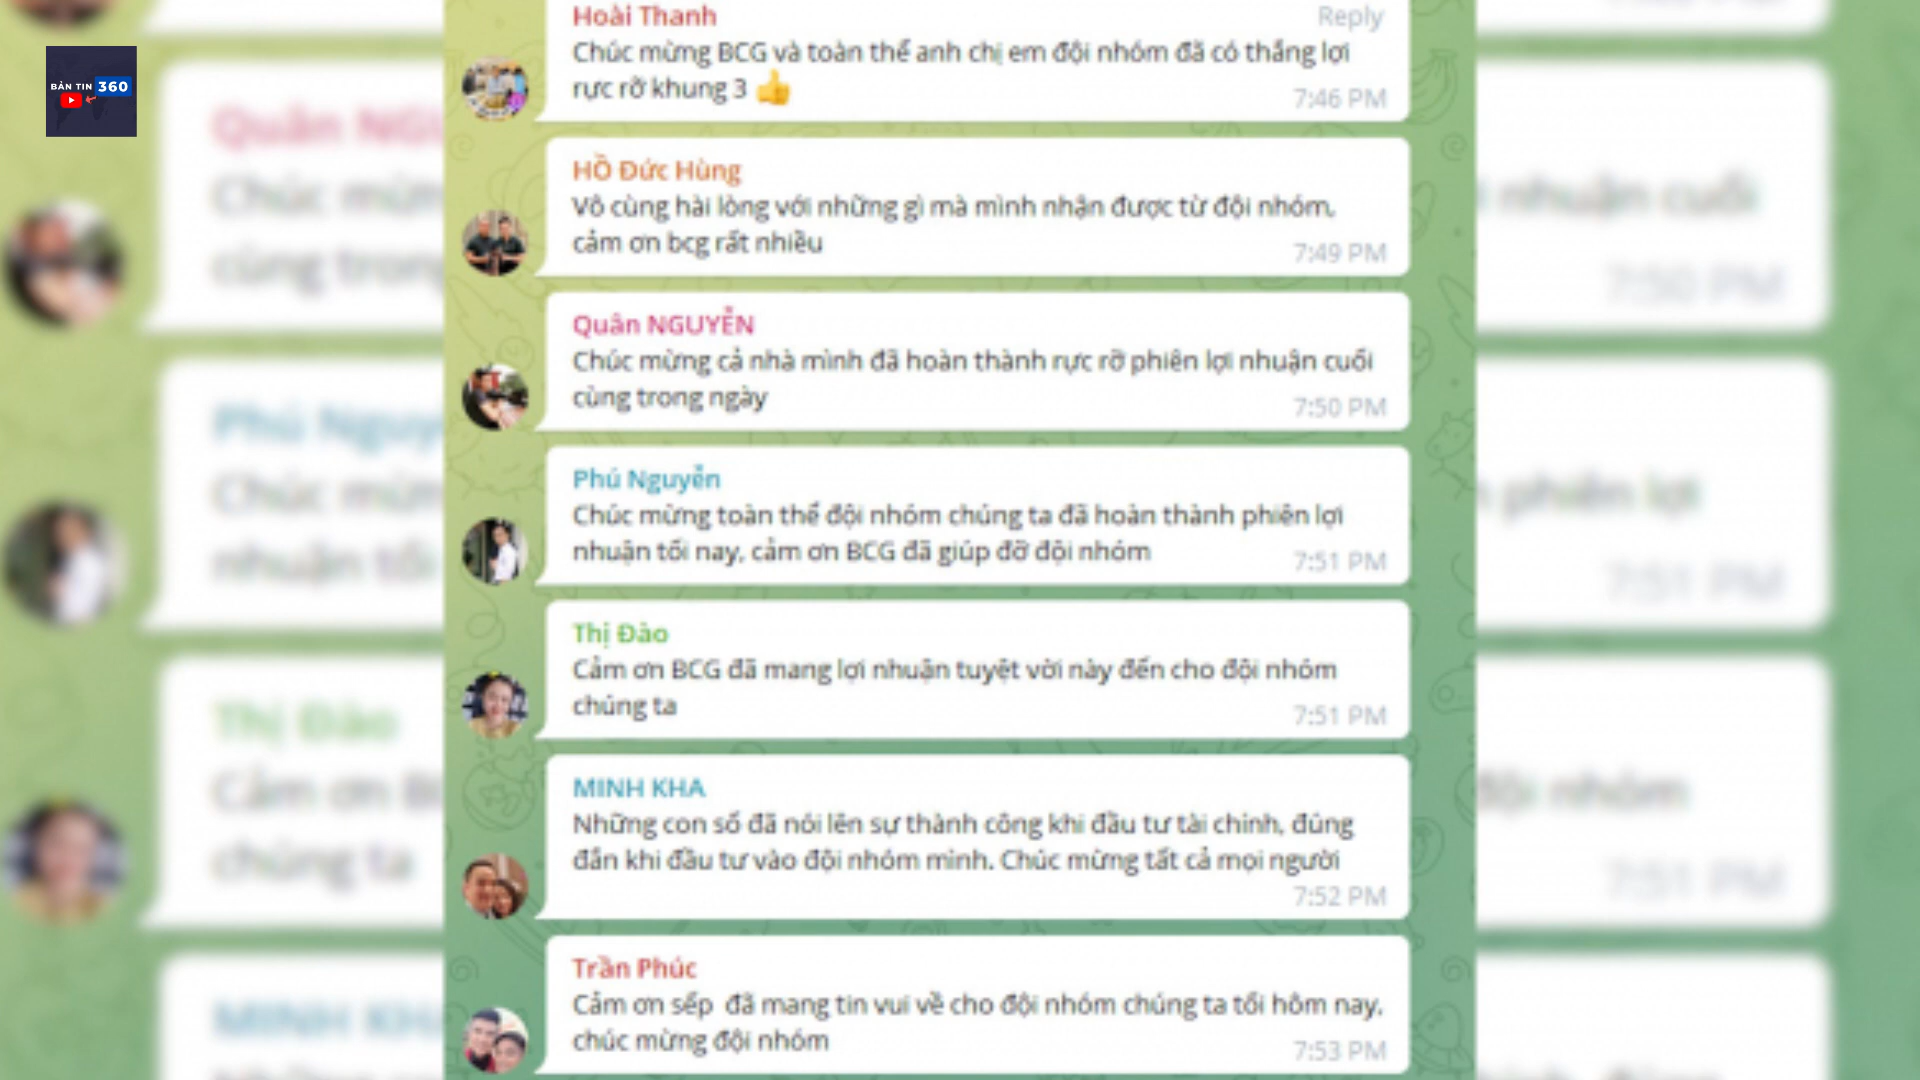 BẢN TIN 360
Hoài Thanh
Reply
Chúc mừng BCG và toàn thể anh chị em đội nhóm đã có thắng lợi
rực rỡ khung 3 👍
7:46 PM
HỒ Đức Hùng
Vô cùng hài lòng với những gì mà mình nhận được từ đội nhóm,
cảm ơn bcg rất nhiều
7:49 PM
Quân NGUYỄN
Chúc mừng cả nhà mình đã hoàn thành rực rỡ phiên lợi nhuận cuối
cùng trong ngày
7:50 PM
Phú Nguyễn
Chúc mừng toàn thể đội nhóm chúng ta đã hoàn thành phiên lợi
nhuận tối nay, cảm ơn BCG đã giúp đỡ đội nhóm
7:51 PM
Thị Đào
Cảm ơn BCG đã mang lợi nhuận tuyệt vời này đến cho đội nhóm
chúng ta
7:51 PM
MINH KHA
Những con số đã nói lên sự thành công khi đầu tư tài chính, đúng
đắn khi đầu tư vào đội nhóm mình. Chúc mừng tất cả mọi người
7:52 PM
Trần Phúc
Cảm ơn sếp đã mang tin vui về cho đội nhóm chúng ta tối hôm nay,
chúc mừng đội nhóm
7:53 PM